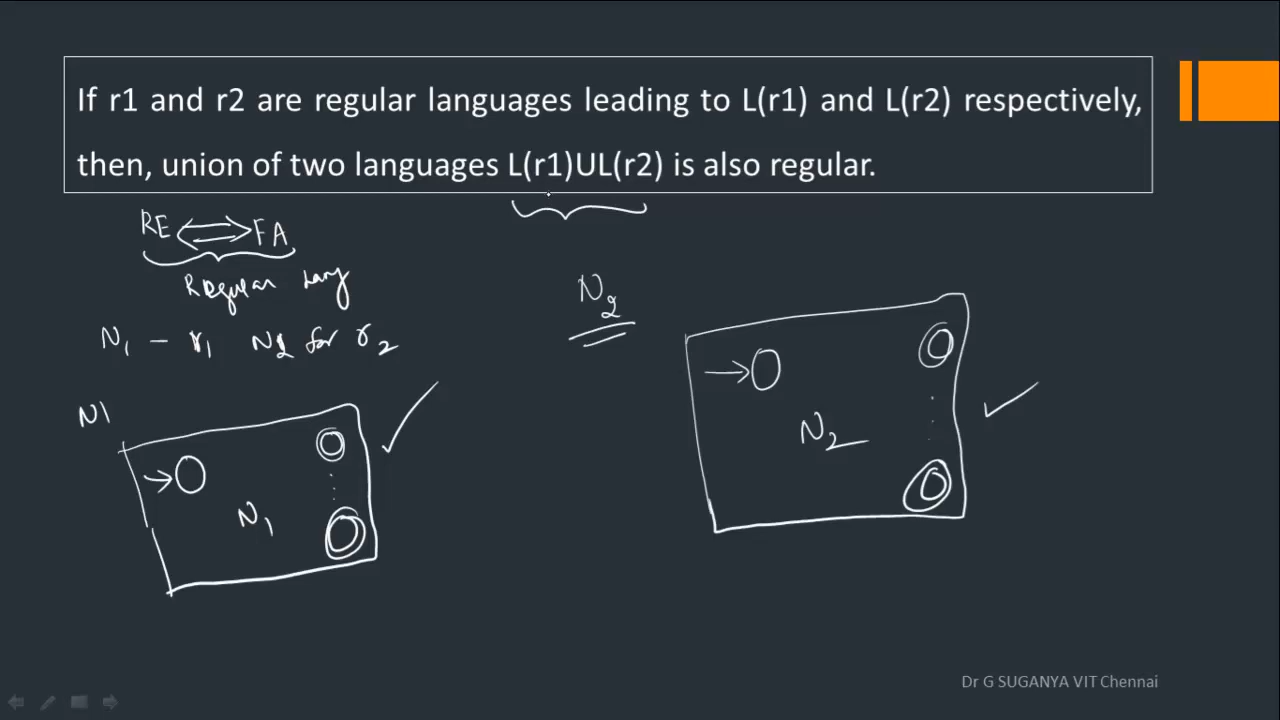 If r1 and r2 are regular languages leading to L(r1) and L(r2) respectively,
then, union of two languages L(r1)UL(r2) is also regular.
RE ⟺ FA
Regular Lang
N₁ – r₁ N2 for r₂
N₂
N1
N₁
N₂
Dr G SUGANYA VIT Chennai